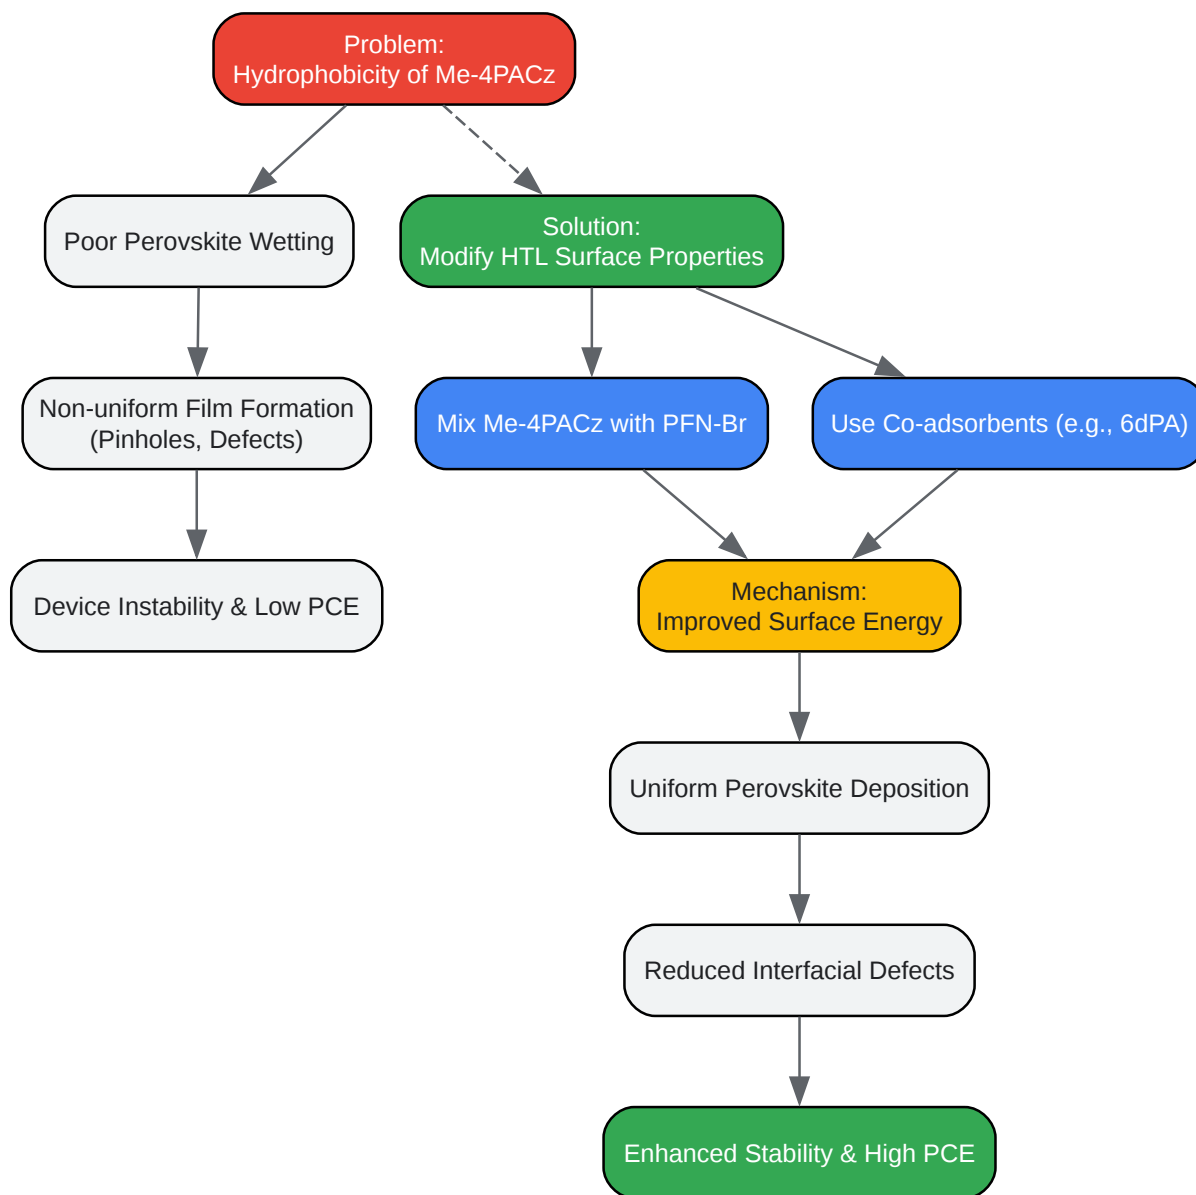 Problem:
Hydrophobicity of Me-4PACz
Poor Perovskite Wetting
Solution:
Modify HTL Surface Properties
Non-uniform Film Formation
(Pinholes, Defects)
Mix Me-4PACz with PFN-Br
Use Co-adsorbents (e.g., 6dPA)
Device Instability & Low PCE
Mechanism:
Improved Surface Energy
Uniform Perovskite Deposition
Reduced Interfacial Defects
Enhanced Stability & High PCE